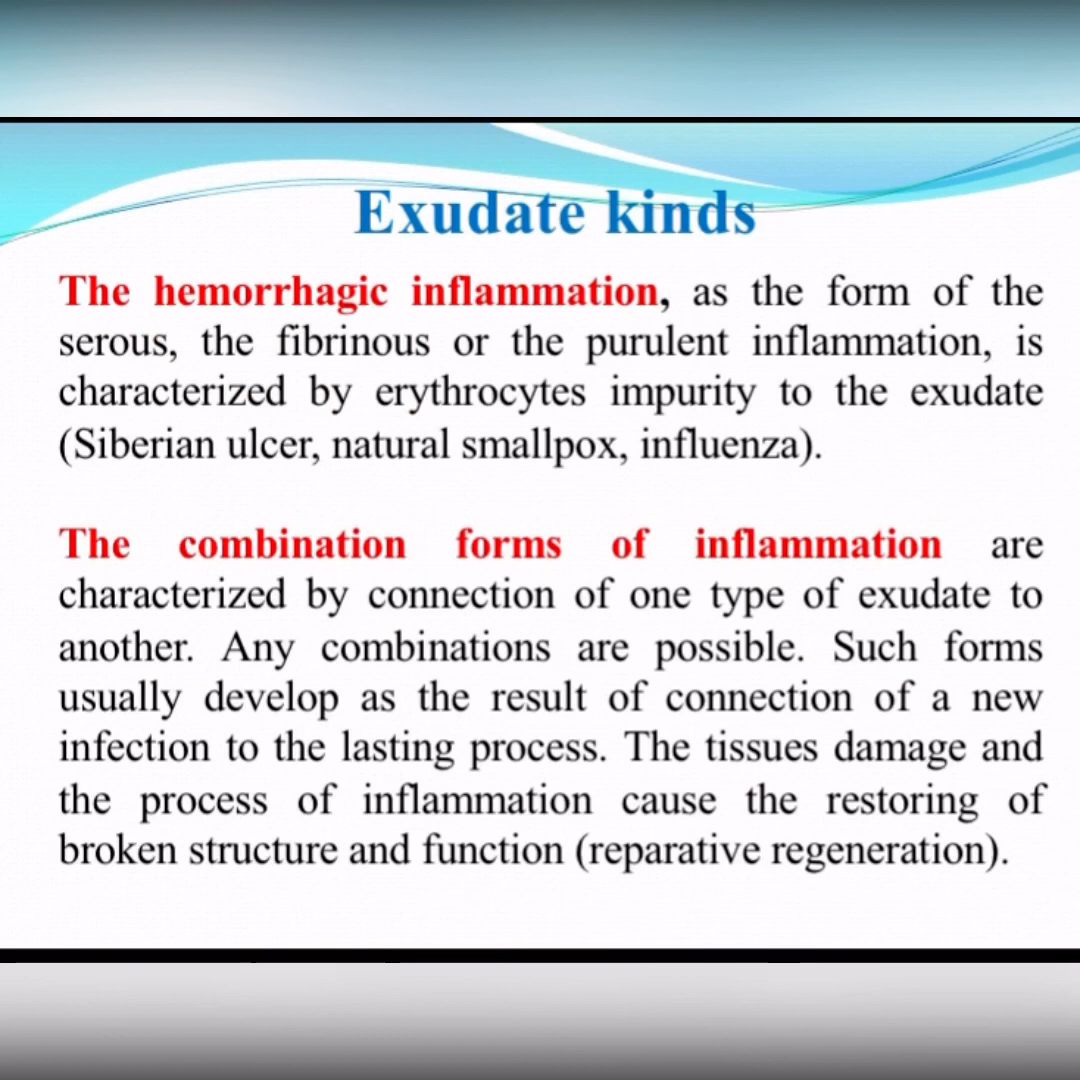 Exudate kinds
The hemorrhagic inflammation, as the form of the
serous, the fibrinous or the purulent inflammation, is
characterized by erythrocytes impurity to the exudate
(Siberian ulcer, natural smallpox, influenza).
The combination forms of inflammation are
characterized by connection of one type of exudate to
another. Any combinations are possible. Such forms
usually develop as the result of connection of a new
infection to the lasting process. The tissues damage and
the process of inflammation cause the restoring of
broken structure and function (reparative regeneration).